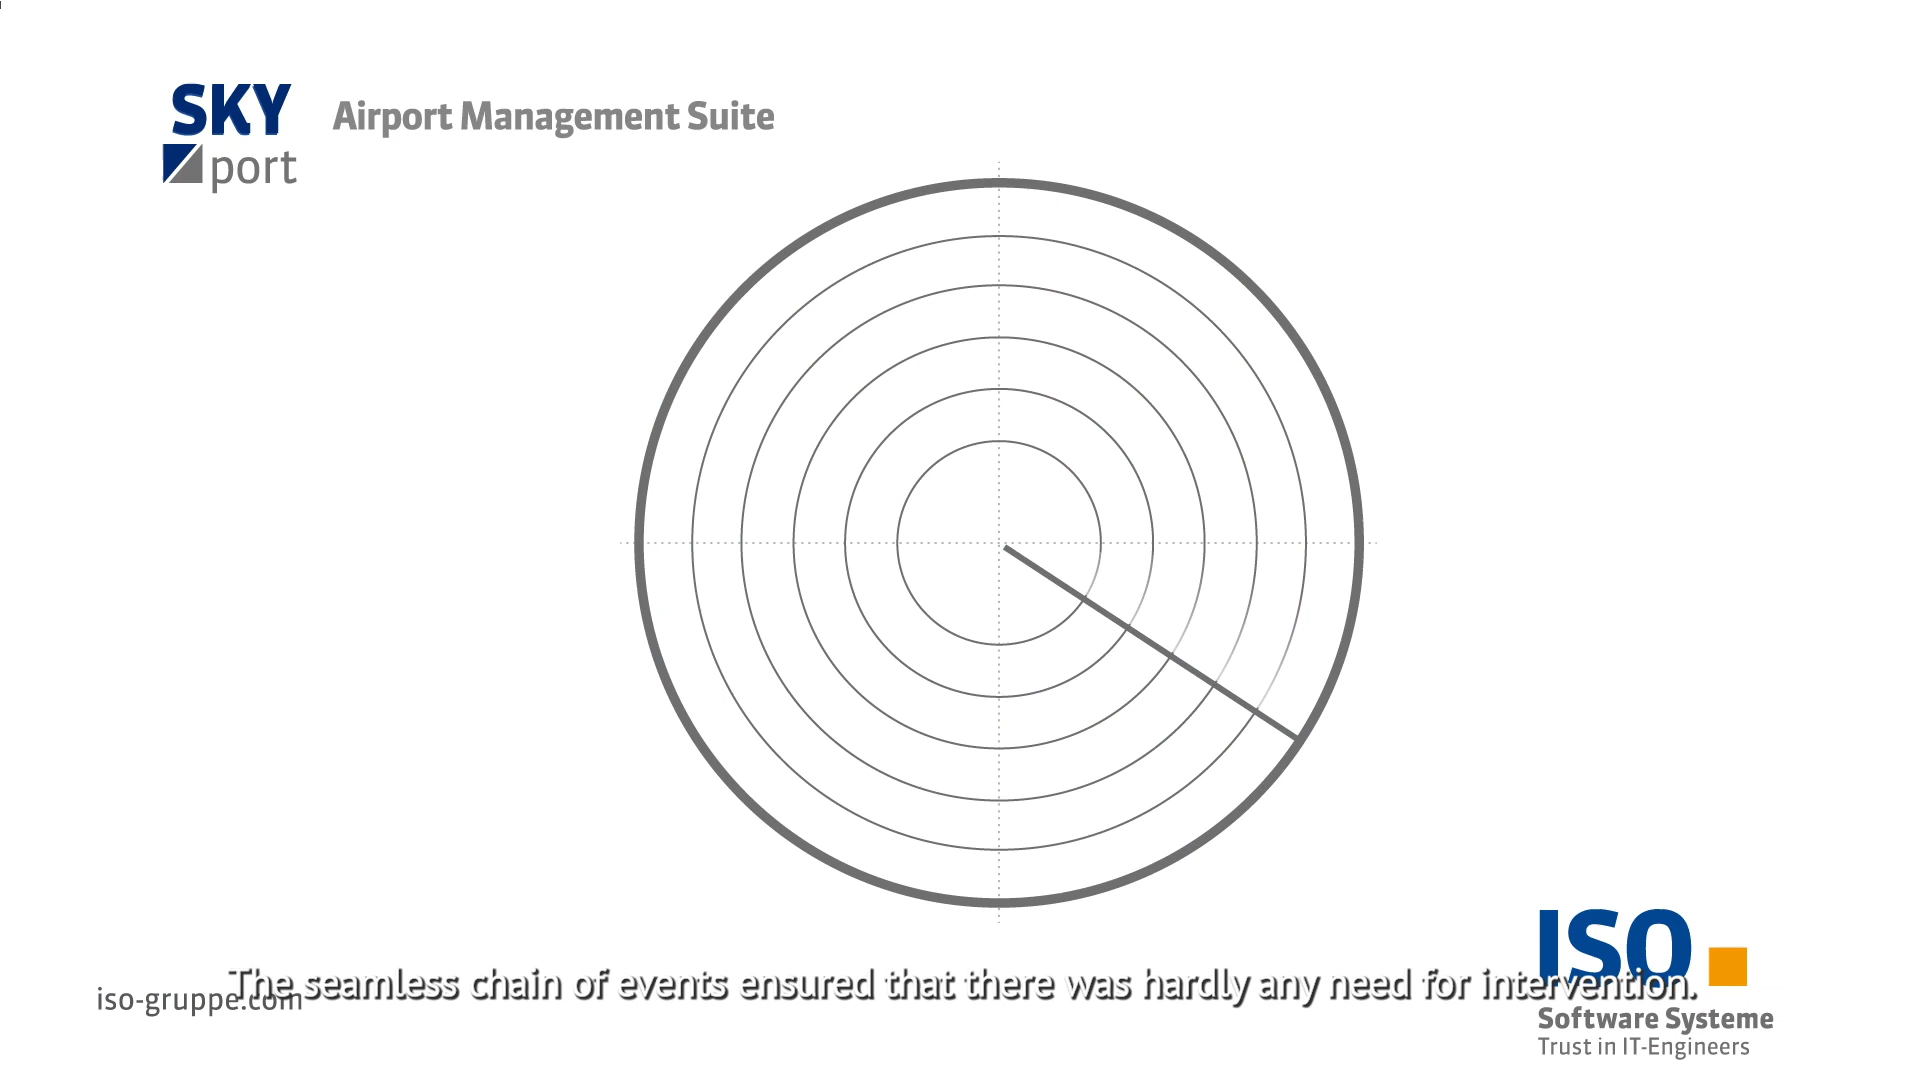 SKY
port
Airport Management Suite
The seamless chain of events ensured that there was hardly any need for intervention.
iso-gruppe.com
ISO
Software Systeme
Trust in IT-Engineers